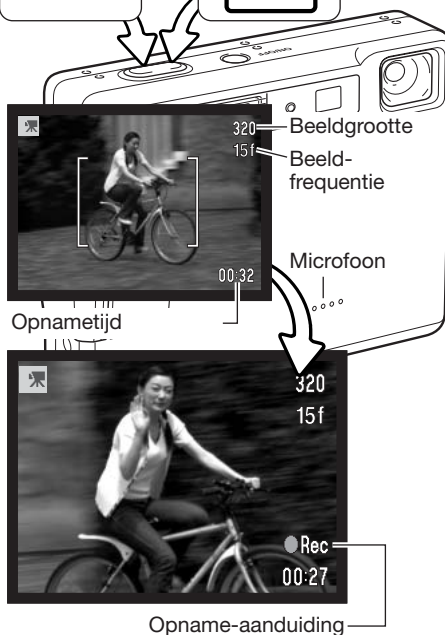 320
Beeldgrootte
15f
Beeld-
frequentie
00:32
Microfoon
Opnametijd
320
15f
Rec
00:27
Opname-aanduiding